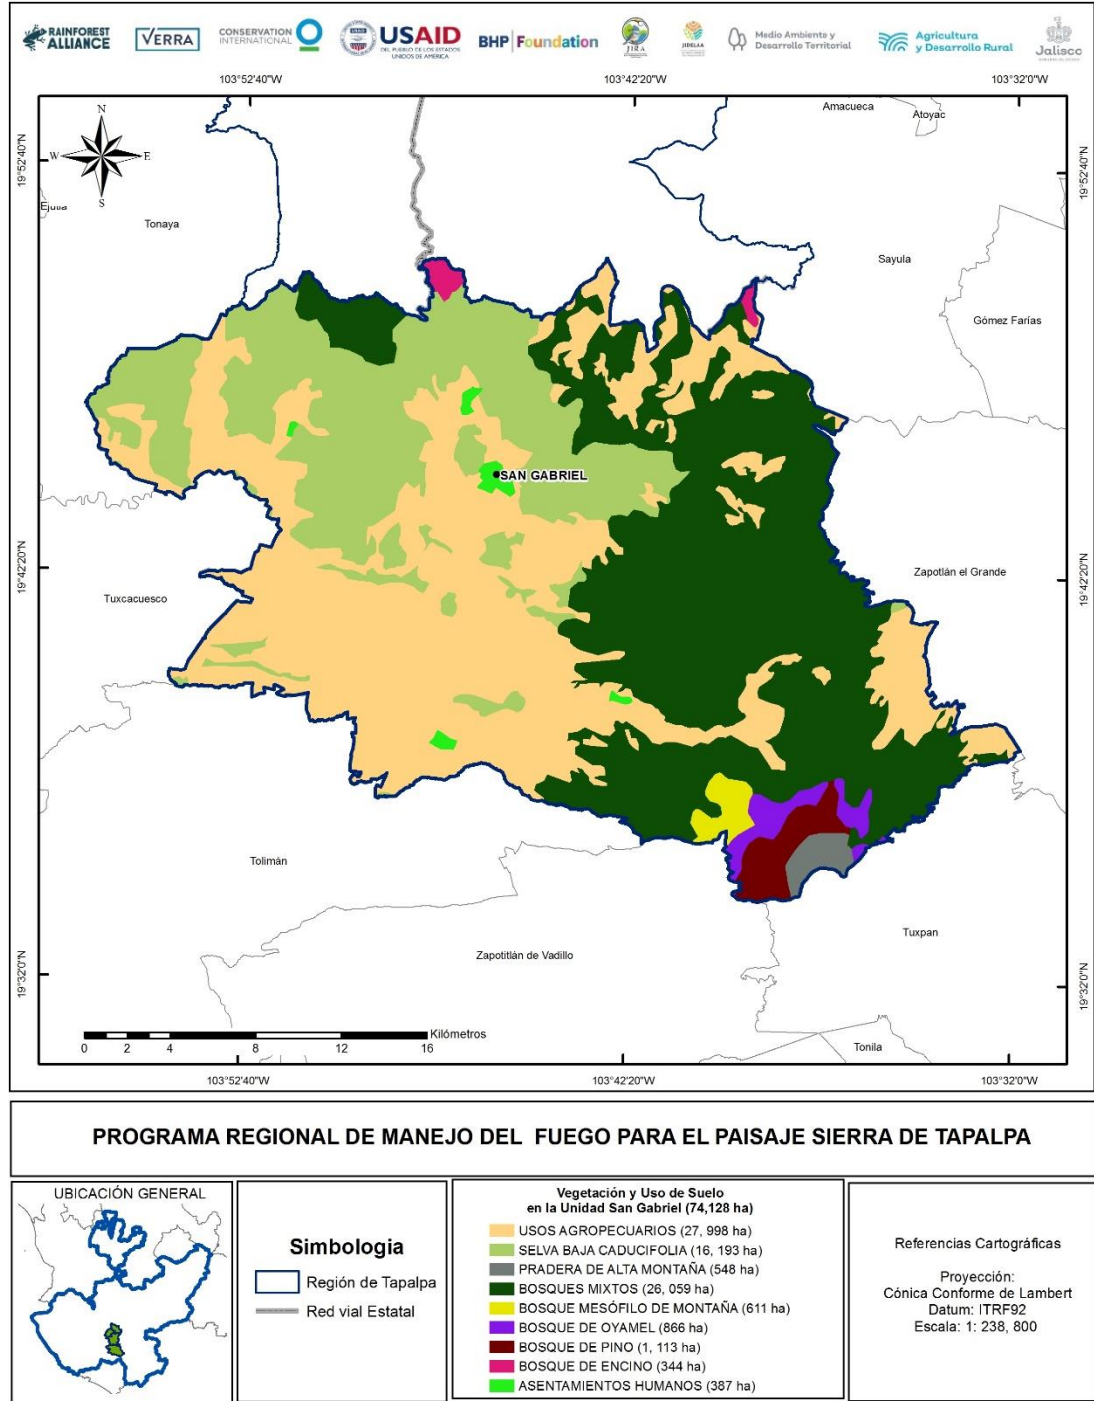 RAINFOREST
ALLIANCE
VERRA
CONSERVATION
INTERNATIONAL
USAID
DEL PUEBLO DE LOS ESTADOS
UNIDOS DE AMÉRICA
BHP Foundation
JIRA
JIDELAA
Medio Ambiente y
Desarrollo Territorial
Agricultura
y Desarrollo Rural
Jalisco
103°52'40"W
103°42'20"W
103°32'0"W
Amacueca
Atoyac
N
W
E
S
19°52'40"N
19°52'40"N
Ejutla
Tonaya
Sayula
Gómez Farías
SAN GABRIEL
19°42'20"N
19°42'20"N
Tuxcacuesco
Zapotlán el Grande
Tolimán
Tuxpan
Zapotitlán de Vadillo
19°32'0"N
19°32'0"N
Kilómetros
0 2 4 8 12 16
Tonila
103°52'40"W
103°42'20"W
103°32'0"W
PROGRAMA REGIONAL DE MANEJO DEL FUEGO PARA EL PAISAJE SIERRA DE TAPALPA
UBICACIÓN GENERAL
Simbologia
Región de Tapalpa
Red vial Estatal
Vegetación y Uso de Suelo
en la Unidad San Gabriel (74,128 ha)
USOS AGROPECUARIOS (27, 998 ha)
SELVA BAJA CADUCIFOLIA (16, 193 ha)
PRADERA DE ALTA MONTAÑA (548 ha)
BOSQUES MIXTOS (26, 059 ha)
BOSQUE MESÓFILO DE MONTAÑA (611 ha)
BOSQUE DE OYAMEL (866 ha)
BOSQUE DE PINO (1, 113 ha)
BOSQUE DE ENCINO (344 ha)
ASENTAMIENTOS HUMANOS (387 ha)
Referencias Cartográficas
Proyección:
Cónica Conforme de Lambert
Datum: ITRF92
Escala: 1: 238, 800